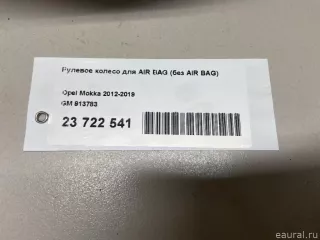 Рулевое колесо для AIR BAG (без AIR BAG)
Opel Mokka 2012-2019
GM 913783
23 722 541
eaural.ru